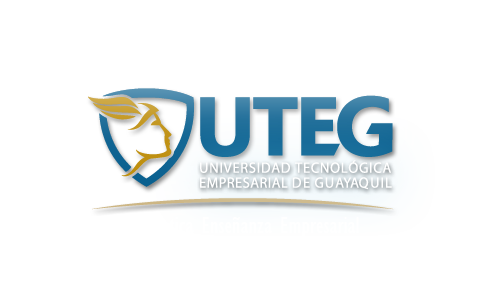 UTEG
UNIVERSIDAD TECNOLÓGICA
EMPRESARIAL DE GUAYAQUIL